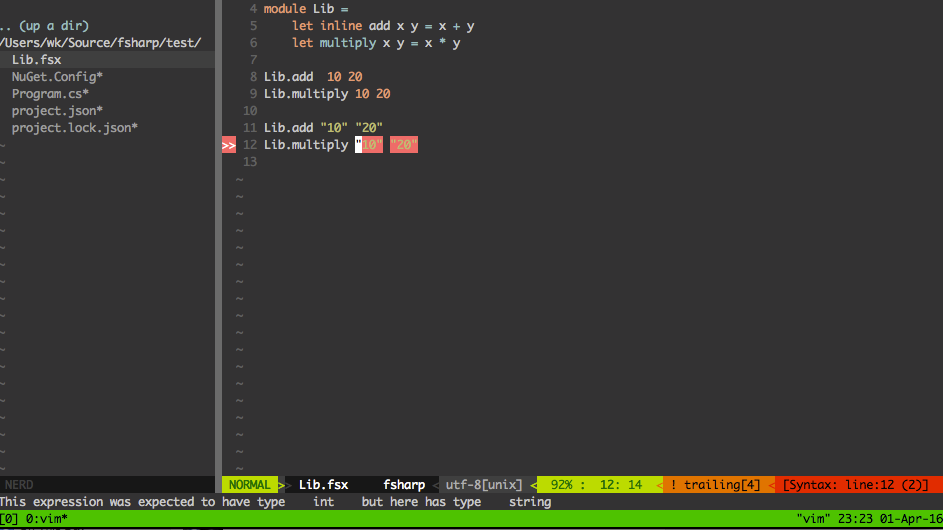 .. (up a dir)
/Users/wk/Source/fsharp/test/
Lib.fsx
NuGet.Config*
Program.cs*
project.json*
project.lock.json*
4 module Lib =
5 let inline add x y = x + y
6 let multiply x y = x * y
7
8 Lib.add  10 20
9 Lib.multiply 10 20
10
11 Lib.add "10" "20"
>> 12 Lib.multiply "10" "20"
13
NERD
NORMAL >> Lib.fsx fsharp < utf-8[unix] < 92% : 12: 14 < ! trailing[4] < [Syntax: line:12 (2)]
This expression was expected to have type    int    but here has type    string
[0] 0:vim* "vim" 23:23 01-Apr-16